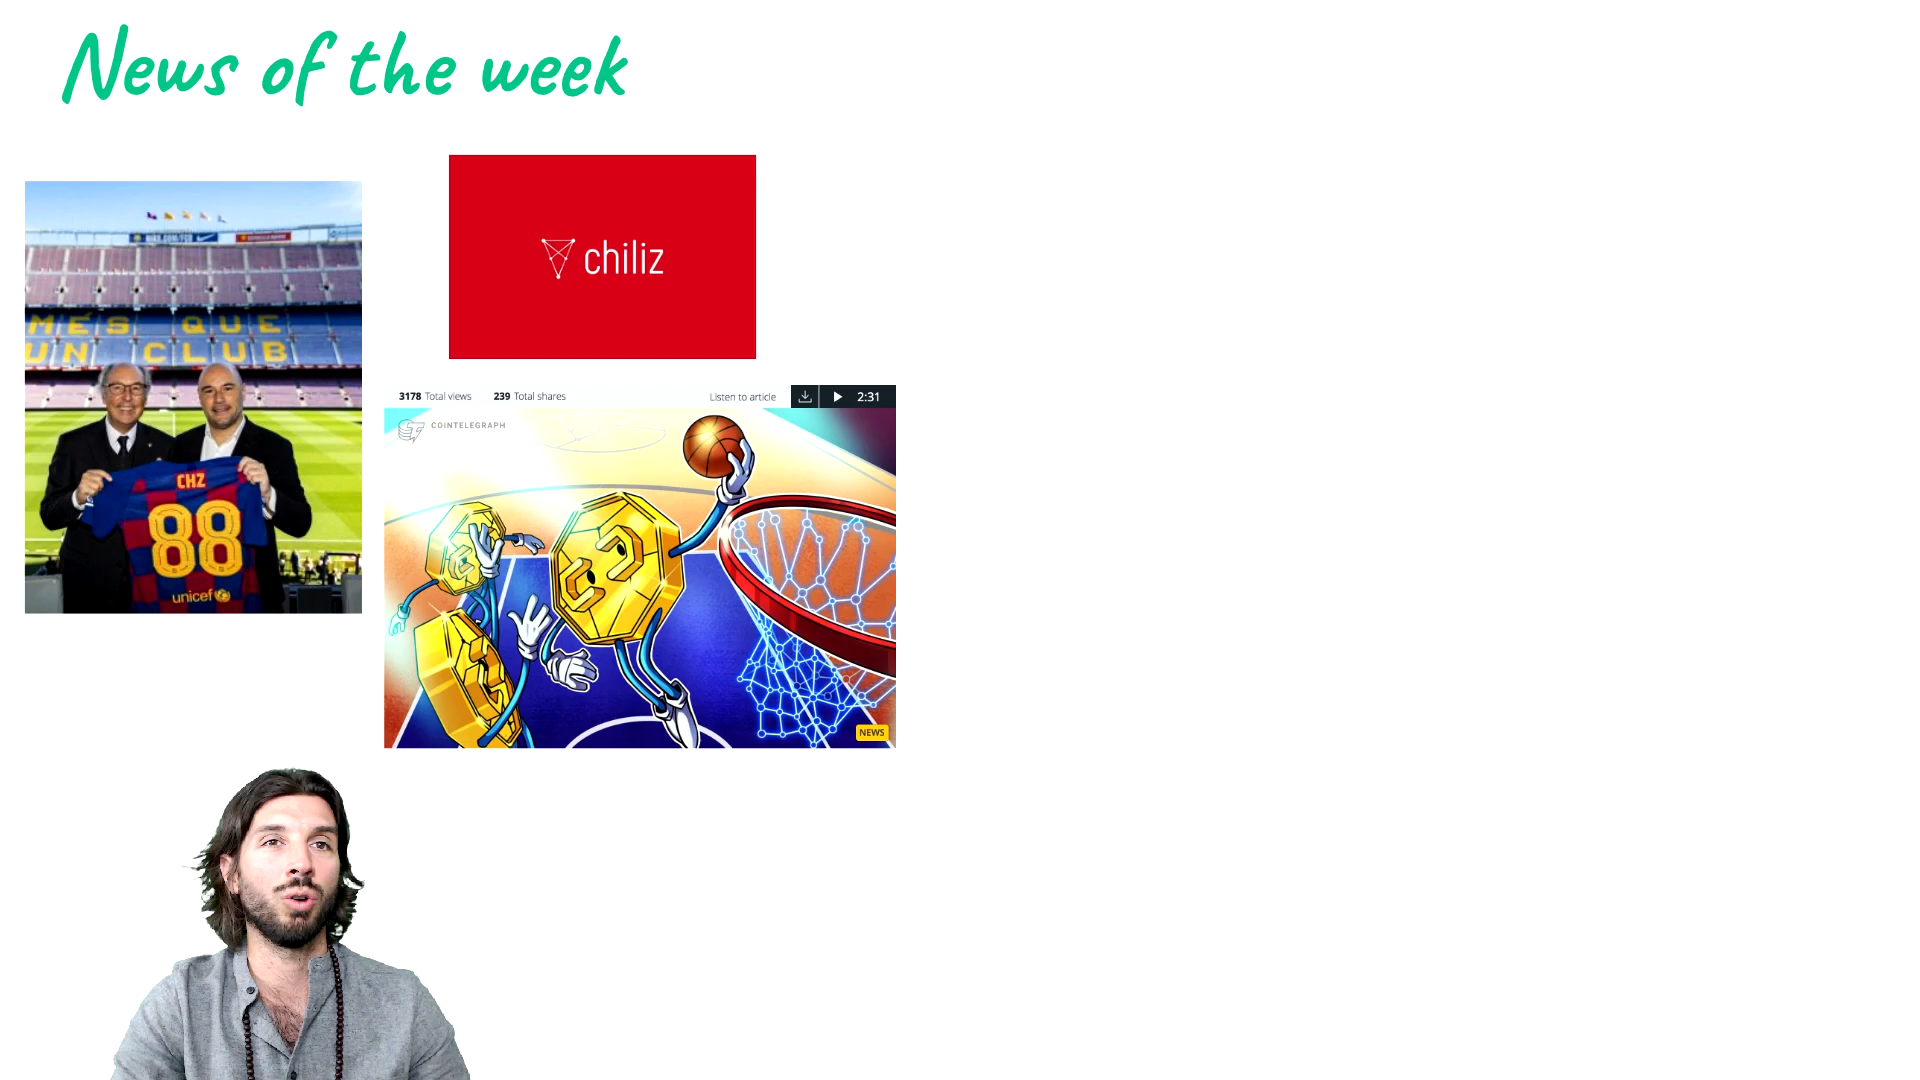 News of the week
MÉS QUE
UN CLUB
CHZ
88
unicef
chiliz
3178 Total views 239 Total shares Listen to article 2:31
COINTELEGRAPH
NEWS